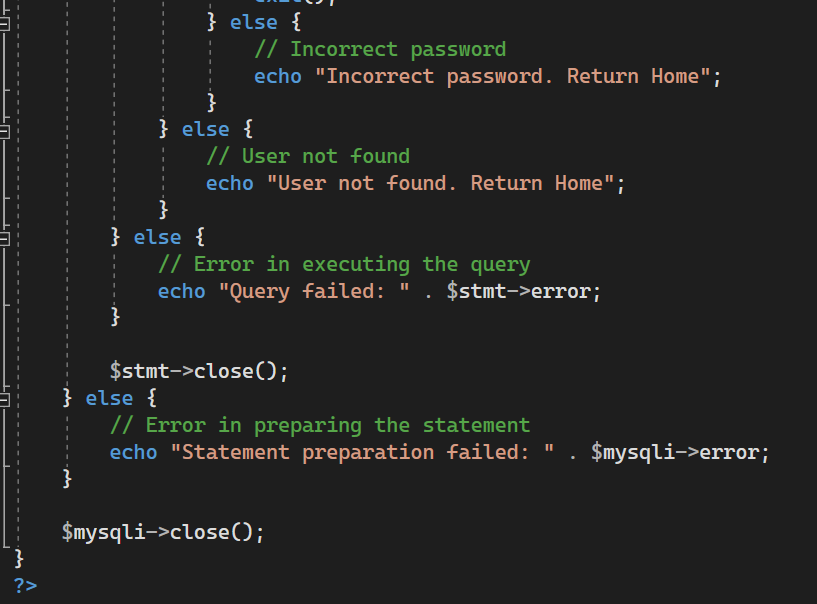 exit();
} else {
// Incorrect password
echo "Incorrect password. Return Home";
}
} else {
// User not found
echo "User not found. Return Home";
}
} else {
// Error in executing the query
echo "Query failed: " . $stmt->error;
}
$stmt->close();
} else {
// Error in preparing the statement
echo "Statement preparation failed: " . $mysqli->error;
}
$mysqli->close();
}
?>